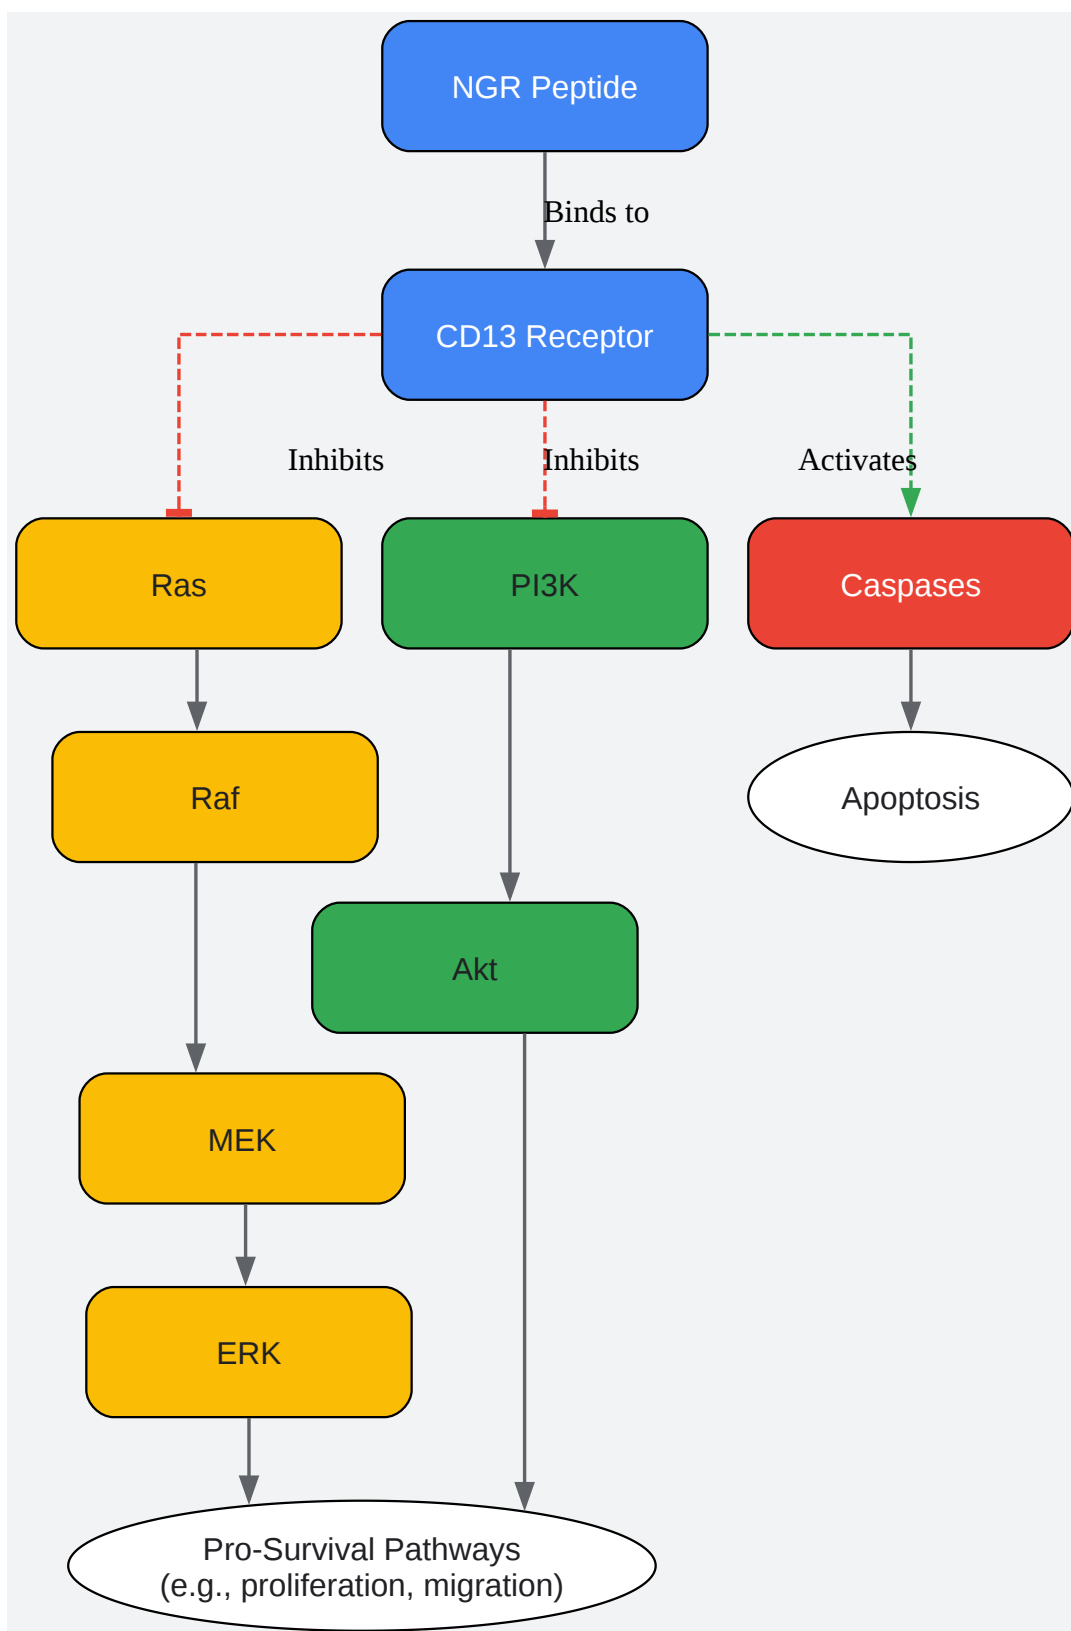 NGR Peptide
Binds to
CD13 Receptor
Inhibits
Inhibits
Activates
Ras
PI3K
Caspases
Raf
Apoptosis
Akt
MEK
ERK
Pro-Survival Pathways
(e.g., proliferation, migration)